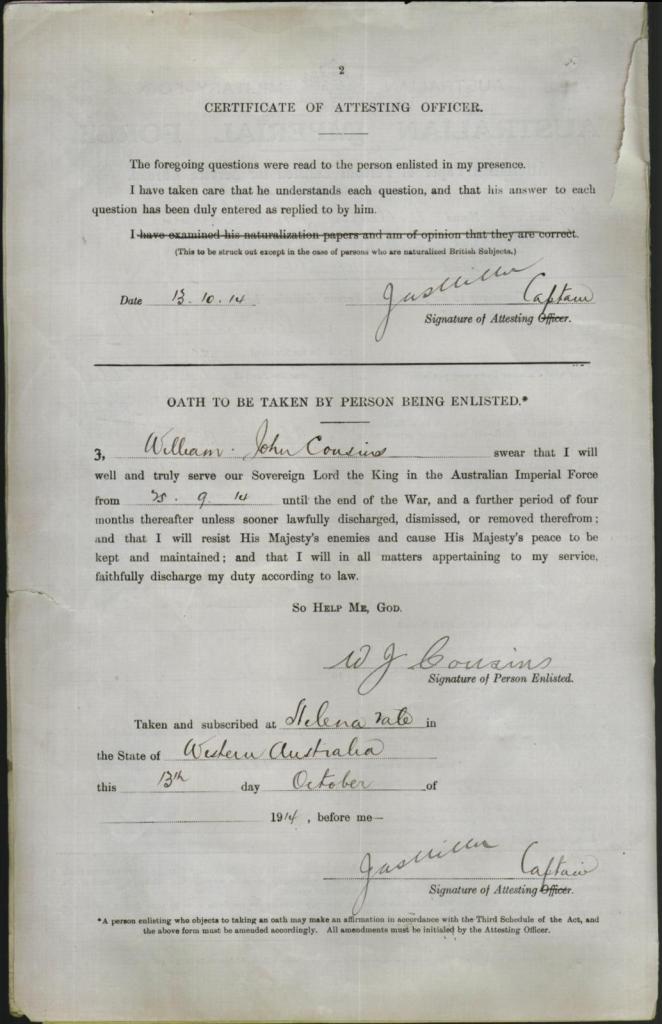 2
CERTIFICATE OF ATTESTING OFFICER.
The foregoing questions were read to the person enlisted in my presence.
I have taken care that he understands each question, and that his answer to each
question has been duly entered as replied to by him.
I have examined his naturalization papers and am of opinion that they are correct.
(This to be struck out except in the case of persons who are naturalized British Subjects.)
Date 13. 10. 14 Jas Miller Captain
Signature of Attesting Officer.
OATH TO BE TAKEN BY PERSON BEING ENLISTED.*
I, William John Cousins swear that I will
well and truly serve our Sovereign Lord the King in the Australian Imperial Force
from 9. 14 until the end of the War, and a further period of four
months thereafter unless sooner lawfully discharged, dismissed, or removed therefrom;
and that I will resist His Majesty's enemies and cause His Majesty's peace to be
kept and maintained; and that I will in all matters appertaining to my service,
faithfully discharge my duty according to law.
So Help Me, God.
W J Cousins
Signature of Person Enlisted.
Taken and subscribed at Helena Vale in
the State of Western Australia
this 13th day October of
1914, before me—
Jas Miller Captain
Signature of Attesting Officer.
*A person enlisting who objects to taking an oath may make an affirmation in accordance with the Third Schedule of the Act, and
the above form must be amended accordingly. All amendments must be initialed by the Attesting Officer.